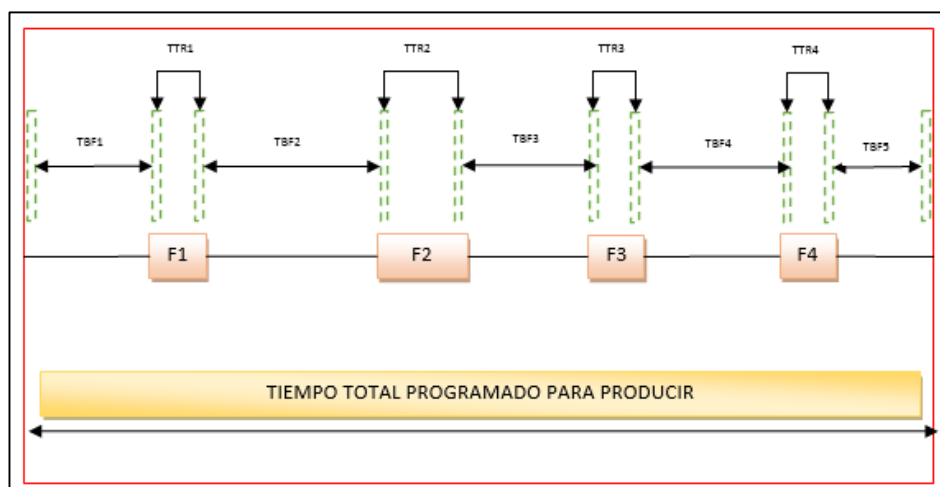 TTR1 TTR2 TTR3 TTR4
TBF1 TBF2 TBF3 TBF4 TBF5
F1 F2 F3 F4
TIEMPO TOTAL PROGRAMADO PARA PRODUCIR